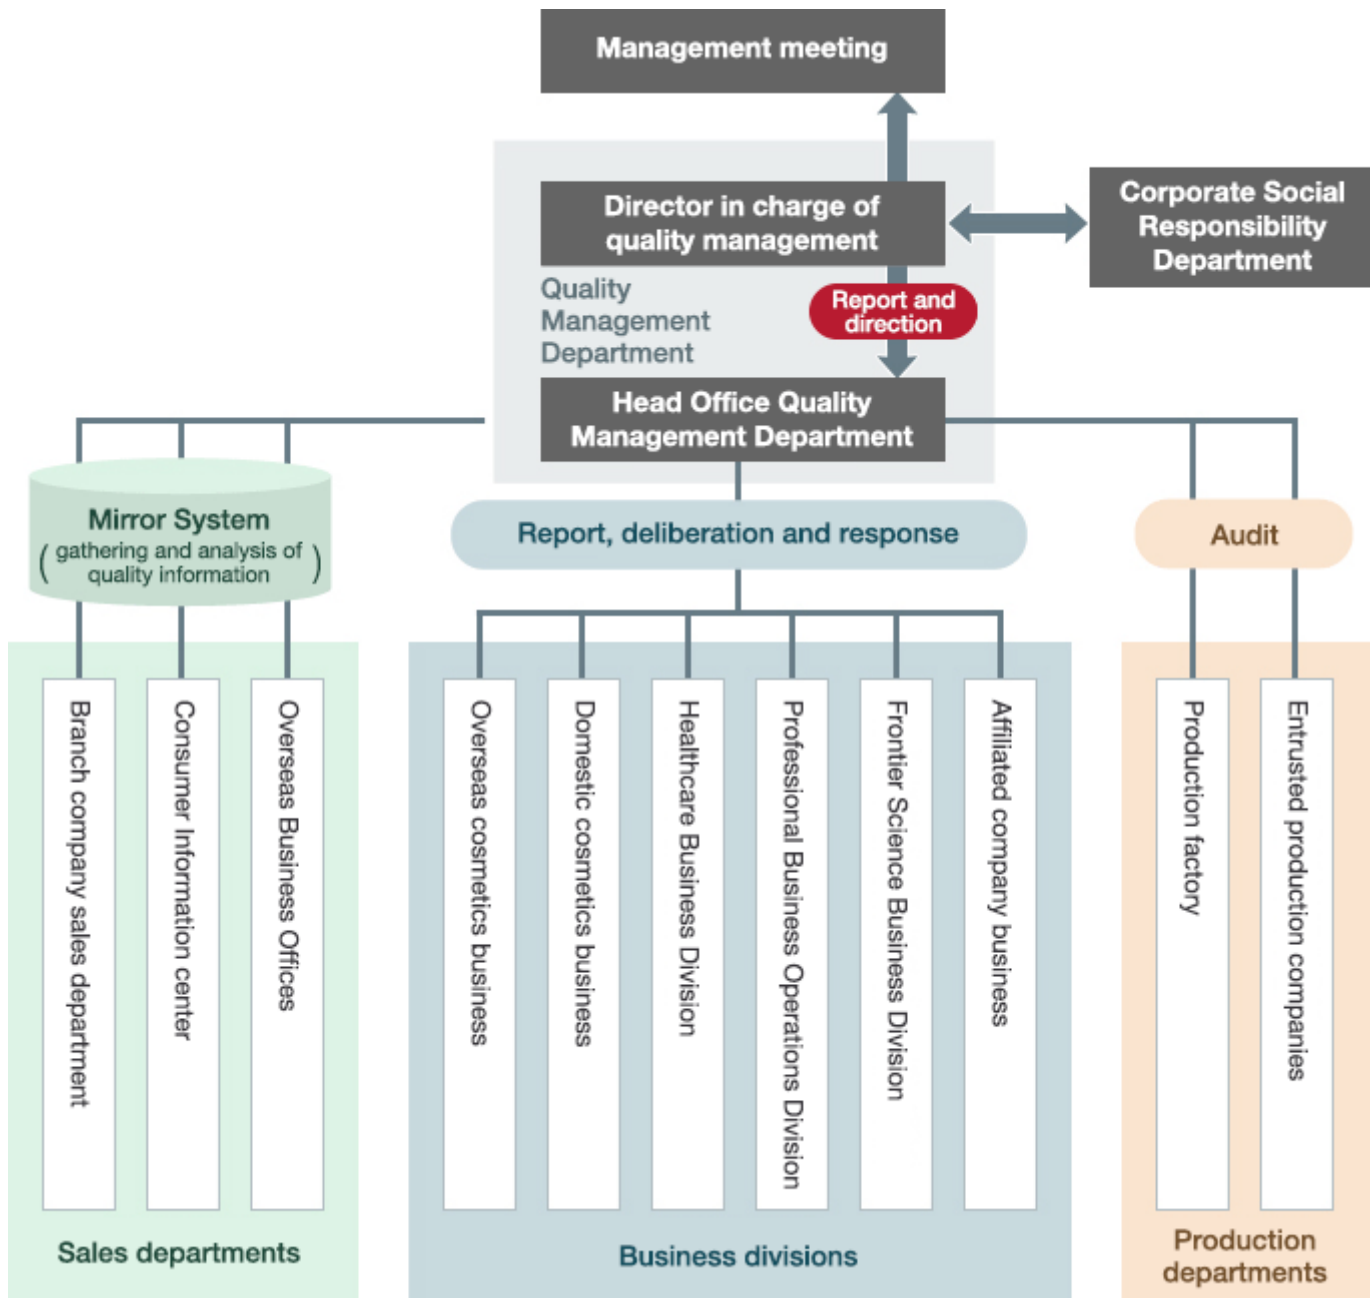 Management meeting
Director in charge of
quality management
Corporate Social
Responsibility
Department
Quality
Management
Department
Report and
direction
Head Office Quality
Management Department
Mirror System
( gathering and analysis of
quality information )
Report, deliberation and response
Audit
Branch company sales department
Consumer Information center
Overseas Business Offices
Overseas cosmetics business
Domestic cosmetics business
Healthcare Business Division
Professional Business Operations Division
Frontier Science Business Division
Affiliated company business
Production factory
Entrusted production companies
Sales departments
Business divisions
Production
departments